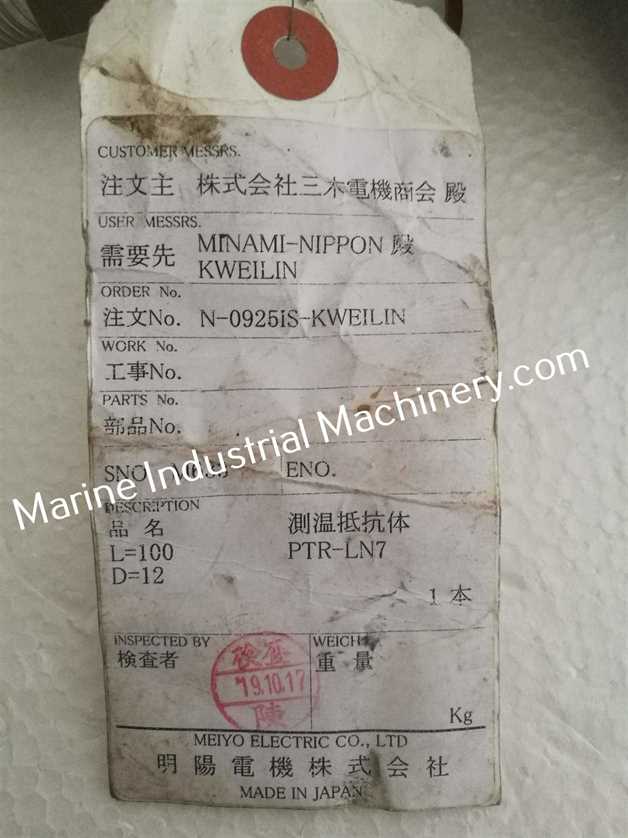 CUSTOMER MESSRS.
注文主 株式会社三木電機商会 殿
USER MESSRS.
需要先 MINAMI-NIPPON 殿
KWEILIN
ORDER No.
注文No. N-0925iS-KWEILIN
WORK No.
工事No.
PARTS No.
部品No.
Marine Industrial Machinery.com
SNO. ENO.
DESCRIPTION
品名 測温抵抗体
L=100 PTR-LN7
D=12
1 本
INSPECTED BY WEIGHT
検査者 重量
検査
'19.10.17
陳
Kg
MEIYO ELECTRIC CO., LTD
明陽電機株式会社
MADE IN JAPAN